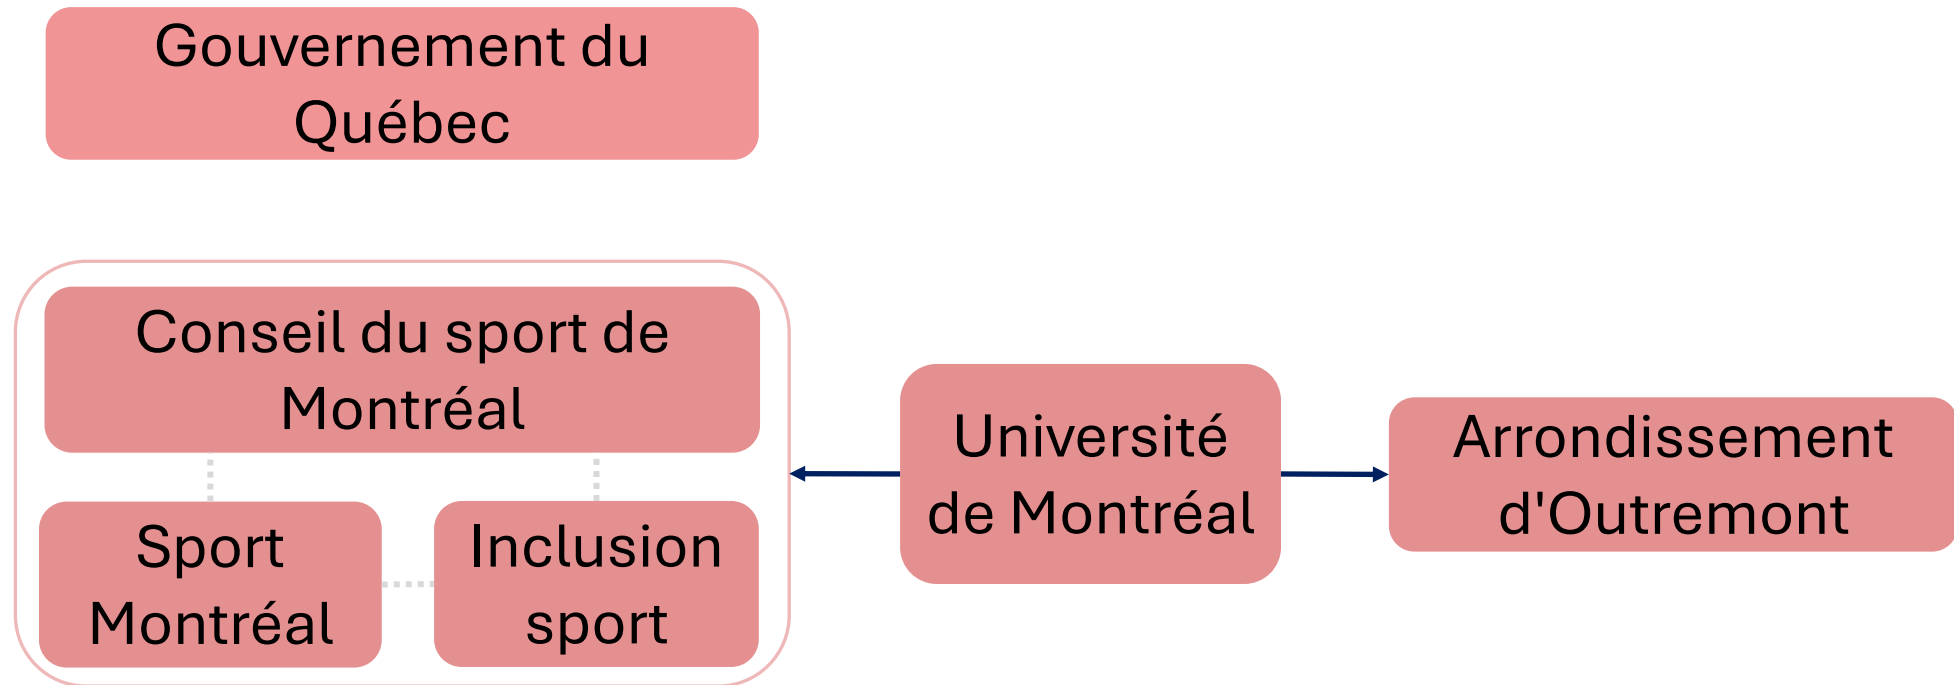 Gouvernement du
Québec
Conseil du sport de
Montréal
Sport
Montréal
Inclusion
sport
Université
de Montréal
Arrondissement
d'Outremont